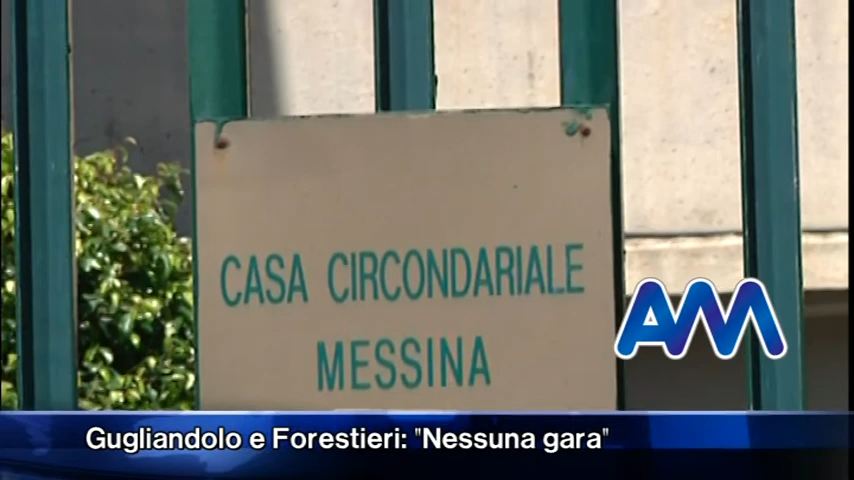 CASA CIRCONDARIALE
MESSINA
AM
Gugliandolo e Forestieri: "Nessuna gara"